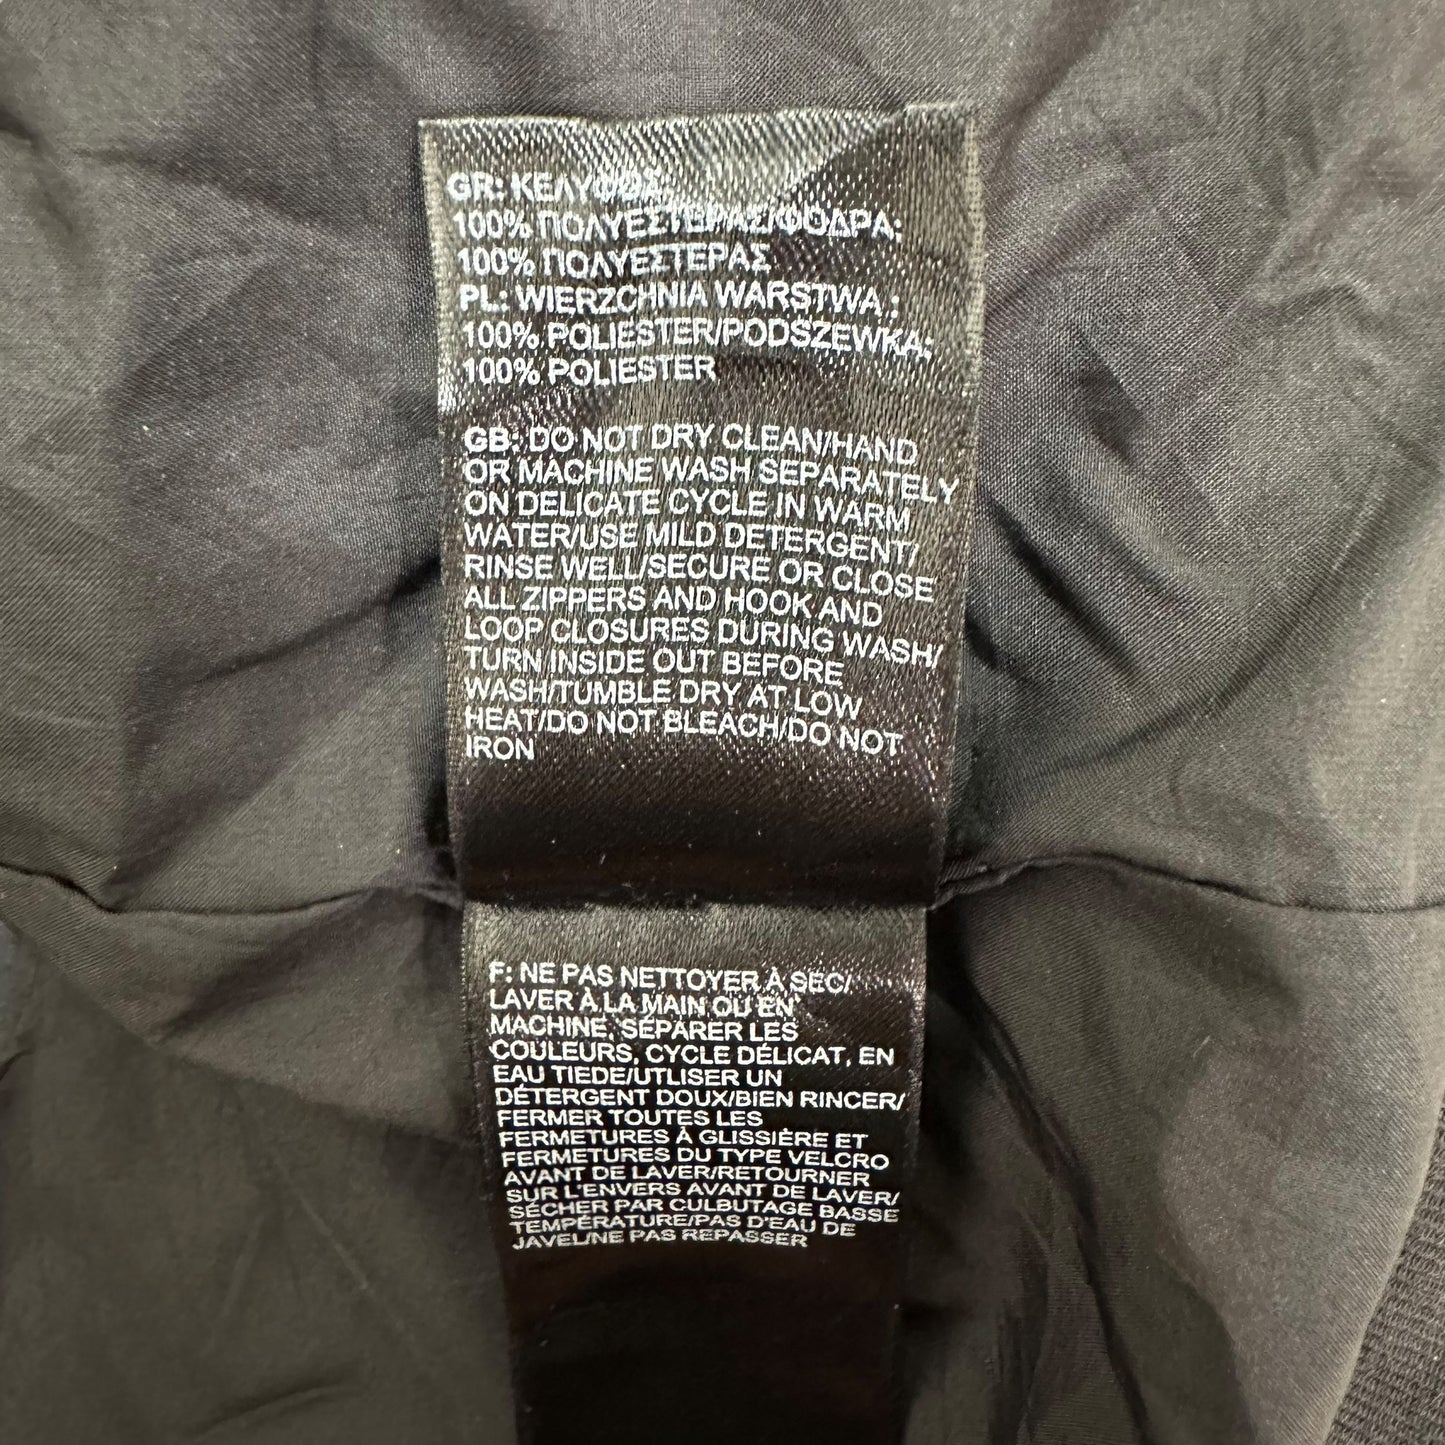 GR: ΚΕΛΥΦΟΣ:
100% ΠΟΛΥΕΣΤΕΡΑΣ/ΦΟΔΡΑ:
100% ΠΟΛΥΕΣΤΕΡΑΣ
PL: WIERZCHNIA WARSTWA :
100% POLIESTER/PODSZEWKA:
100% POLIESTER
GB: DO NOT DRY CLEAN/HAND
OR MACHINE WASH SEPARATELY
ON DELICATE CYCLE IN WARM
WATER/USE MILD DETERGENT/
RINSE WELL/SECURE OR CLOSE
ALL ZIPPERS AND HOOK AND
LOOP CLOSURES DURING WASH/
TURN INSIDE OUT BEFORE
WASH/TUMBLE DRY AT LOW
HEAT/DO NOT BLEACH/DO NOT
IRON
F: NE PAS NETTOYER À SEC/
LAVER À LA MAIN OU EN
MACHINE, SÉPARER LES
COULEURS, CYCLE DÉLICAT, EN
EAU TIEDE/UTLISER UN
DÉTERGENT DOUX/BIEN RINCER/
FERMER TOUTES LES
FERMETURES À GLISSIÈRE ET
FERMETURES DU TYPE VELCRO
AVANT DE LAVER/RETOURNER
SUR L'ENVERS AVANT DE LAVER/
SÉCHER PAR CULBUTAGE BASSE
TEMPÉRATURE/PAS D'EAU DE
JAVEL/NE PAS REPASSER